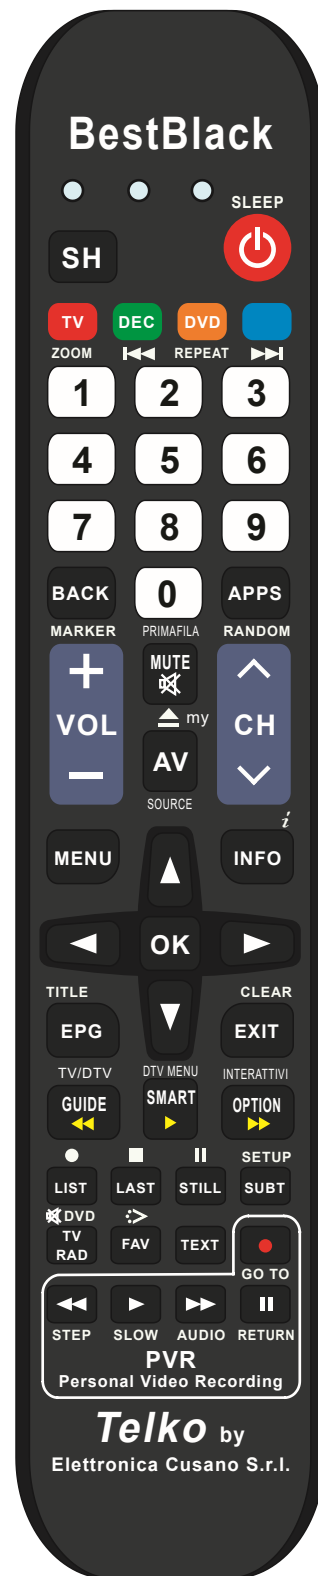 BestBlack
SLEEP
SH
TV DEC DVD
ZOOM REPEAT
1 2 3
4 5 6
7 8 9
BACK 0 APPS
MARKER PRIMAFILA RANDOM
+ MUTE
VOL my CH
AV
−
SOURCE i
MENU INFO
OK
TITLE CLEAR
EPG EXIT
TV/DTV DTV MENU INTERATTIVI
GUIDE SMART OPTION
SETUP
LIST LAST STILL SUBT
DVD
TV RAD FAV TEXT
GO TO
STEP SLOW AUDIO RETURN
PVR
Personal Video Recording
Telko by
Elettronica Cusano S.r.l.